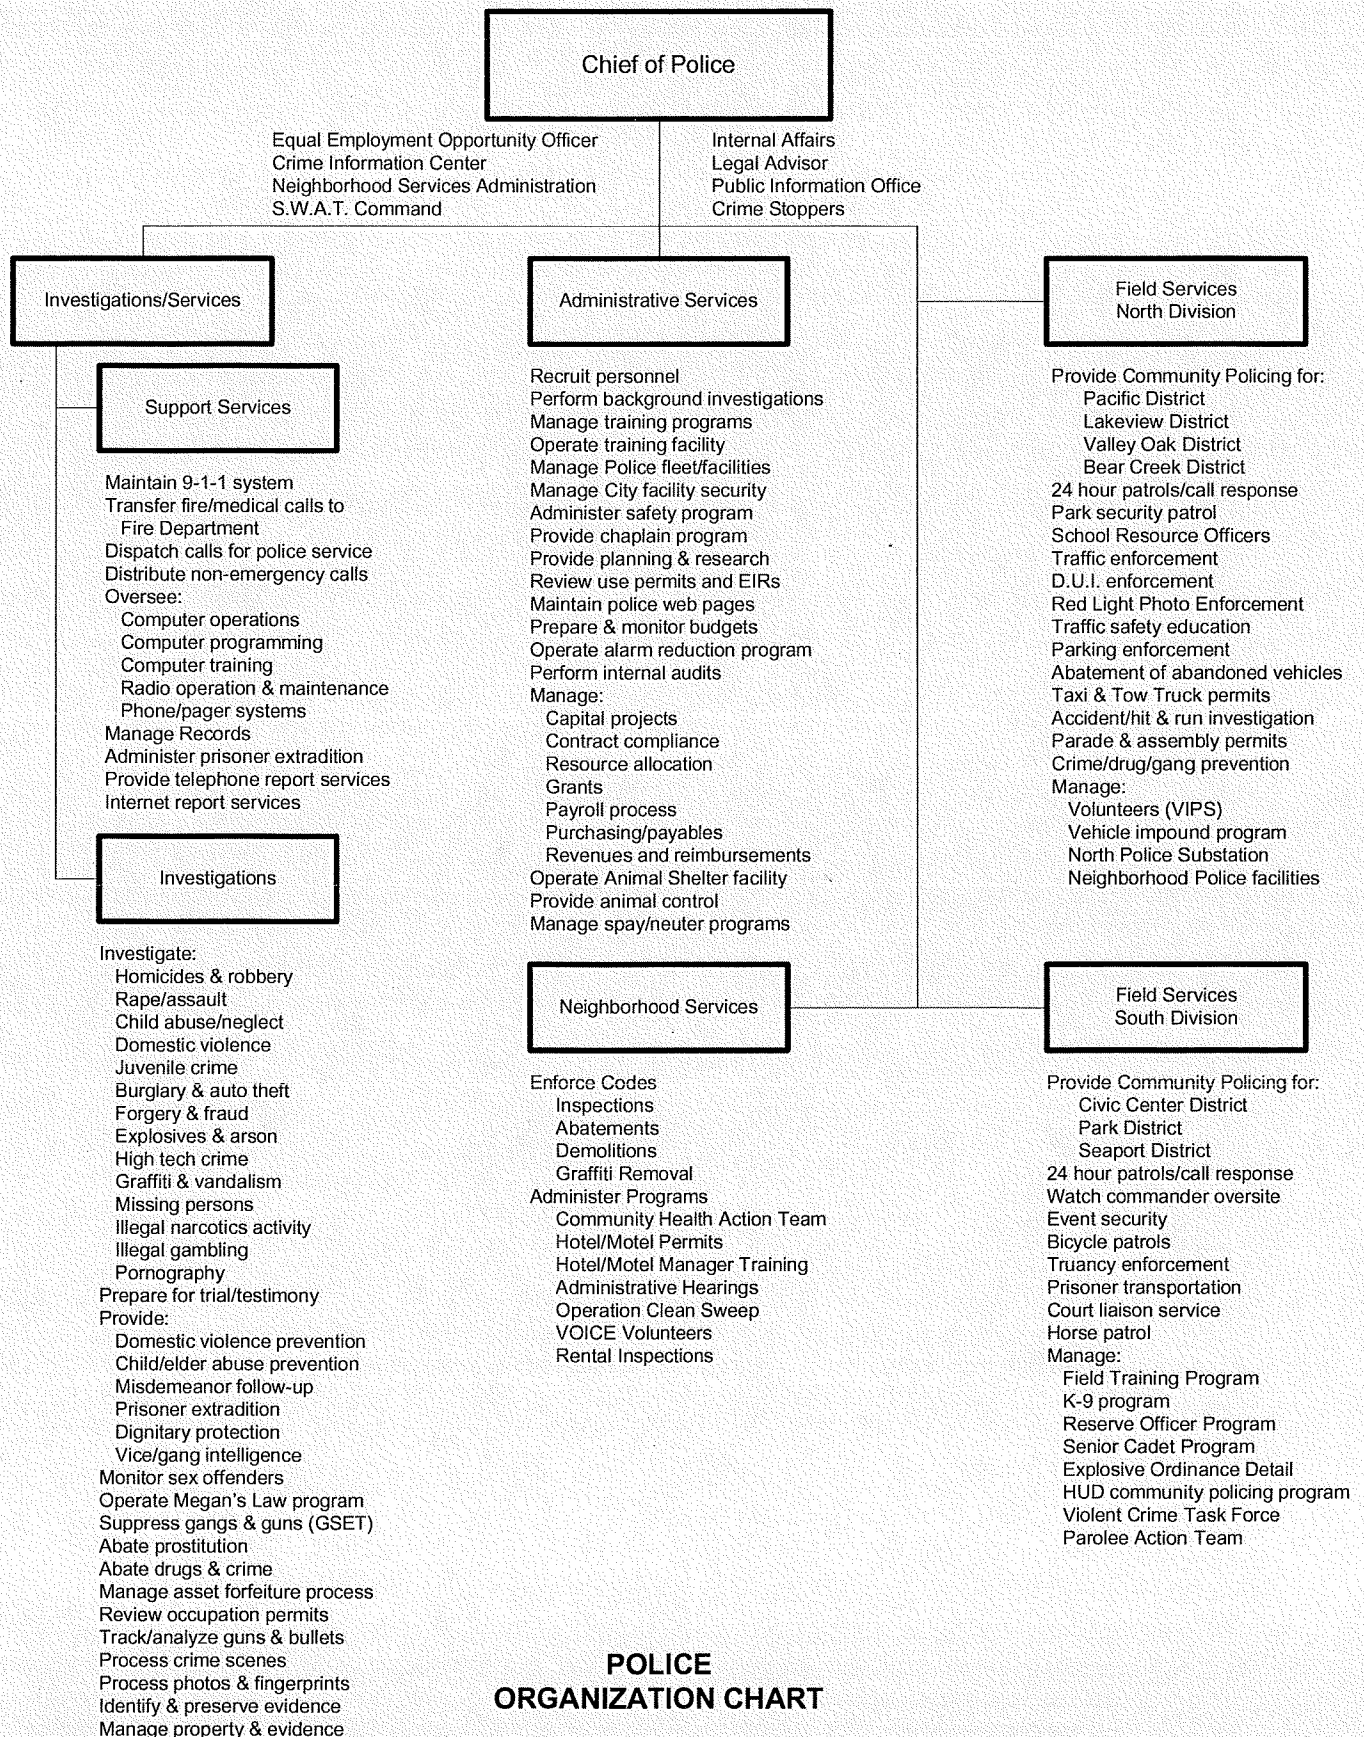 Chief of Police
Equal Employment Opportunity Officer
Crime Information Center
Neighborhood Services Administration
S.W.A.T. Command
Internal Affairs
Legal Advisor
Public Information Office
Crime Stoppers
Investigations/Services
Support Services
Maintain 9-1-1 system
Transfer fire/medical calls to
Fire Department
Dispatch calls for police service
Distribute non-emergency calls
Oversee:
Computer operations
Computer programming
Computer training
Radio operation & maintenance
Phone/pager systems
Manage Records
Administer prisoner extradition
Provide telephone report services
Internet report services
Investigations
Investigate:
Homicides & robbery
Rape/assault
Child abuse/neglect
Domestic violence
Juvenile crime
Burglary & auto theft
Forgery & fraud
Explosives & arson
High tech crime
Graffiti & vandalism
Missing persons
Illegal narcotics activity
Illegal gambling
Pornography
Prepare for trial/testimony
Provide:
Domestic violence prevention
Child/elder abuse prevention
Misdemeanor follow-up
Prisoner extradition
Dignitary protection
Vice/gang intelligence
Monitor sex offenders
Operate Megan's Law program
Suppress gangs & guns (GSET)
Abate prostitution
Abate drugs & crime
Manage asset forfeiture process
Review occupation permits
Track/analyze guns & bullets
Process crime scenes
Process photos & fingerprints
Identify & preserve evidence
Manage property & evidence
Administrative Services
Recruit personnel
Perform background investigations
Manage training programs
Operate training facility
Manage Police fleet/facilities
Manage City facility security
Administer safety program
Provide chaplain program
Provide planning & research
Review use permits and EIRs
Maintain police web pages
Prepare & monitor budgets
Operate alarm reduction program
Perform internal audits
Manage:
Capital projects
Contract compliance
Resource allocation
Grants
Payroll process
Purchasing/payables
Revenues and reimbursements
Operate Animal Shelter facility
Provide animal control
Manage spay/neuter programs
Neighborhood Services
Enforce Codes
Inspections
Abatements
Demolitions
Graffiti Removal
Administer Programs
Community Health Action Team
Hotel/Motel Permits
Hotel/Motel Manager Training
Administrative Hearings
Operation Clean Sweep
VOICE Volunteers
Rental Inspections
Field Services
North Division
Provide Community Policing for:
Pacific District
Lakeview District
Valley Oak District
Bear Creek District
24 hour patrols/call response
Park security patrol
School Resource Officers
Traffic enforcement
D.U.I. enforcement
Red Light Photo Enforcement
Traffic safety education
Parking enforcement
Abatement of abandoned vehicles
Taxi & Tow Truck permits
Accident/hit & run investigation
Parade & assembly permits
Crime/drug/gang prevention
Manage:
Volunteers (VIPS)
Vehicle impound program
North Police Substation
Neighborhood Police facilities
Field Services
South Division
Provide Community Policing for:
Civic Center District
Park District
Seaport District
24 hour patrols/call response
Watch commander oversite
Event security
Bicycle patrols
Truancy enforcement
Prisoner transportation
Court liaison service
Horse patrol
Manage:
Field Training Program
K-9 program
Reserve Officer Program
Senior Cadet Program
Explosive Ordinance Detail
HUD community policing program
Violent Crime Task Force
Parolee Action Team
POLICE
ORGANIZATION CHART